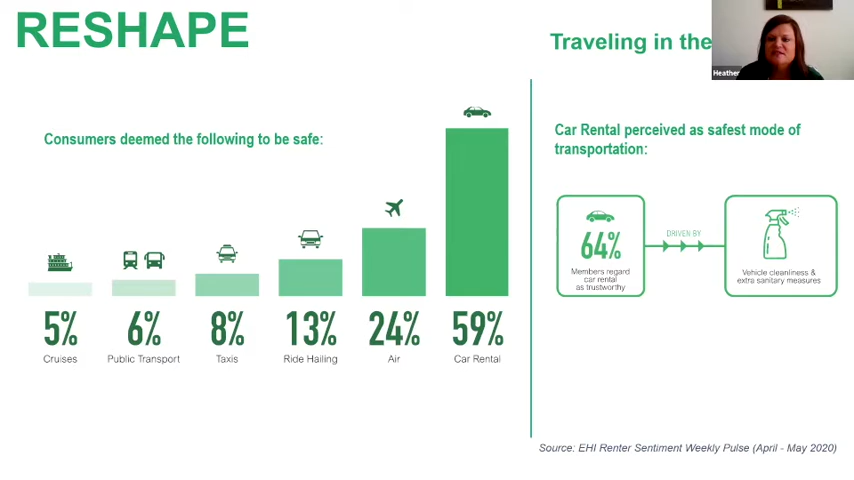 RESHAPE
Traveling in the
Heather
Consumers deemed the following to be safe:
5%
Cruises
6%
Public Transport
8%
Taxis
13%
Ride Hailing
24%
Air
59%
Car Rental
Car Rental perceived as safest mode of
transportation:
64%
Members regard
car rental
as trustworthy
DRIVEN BY
Vehicle cleanliness &
extra sanitary measures
Source: EHI Renter Sentiment Weekly Pulse (April - May 2020)